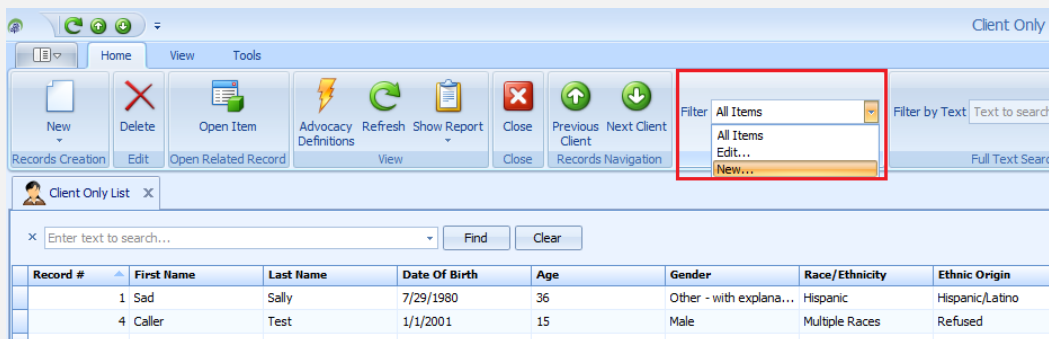 Client Only
Home View Tools
New Delete Open Item Advocacy Definitions Refresh Show Report Close Previous Client Next Client Filter All Items Filter by Text Text to search
All Items
Edit...
New...
Records Creation Edit Open Related Record View Close Records Navigation Full Text Sear
Client Only List X
Enter text to search... Find Clear
Record # First Name Last Name Date Of Birth Age Gender Race/Ethnicity Ethnic Origin
1 Sad Sally 7/29/1980 36 Other - with explana... Hispanic Hispanic/Latino
4 Caller Test 1/1/2001 15 Male Multiple Races Refused